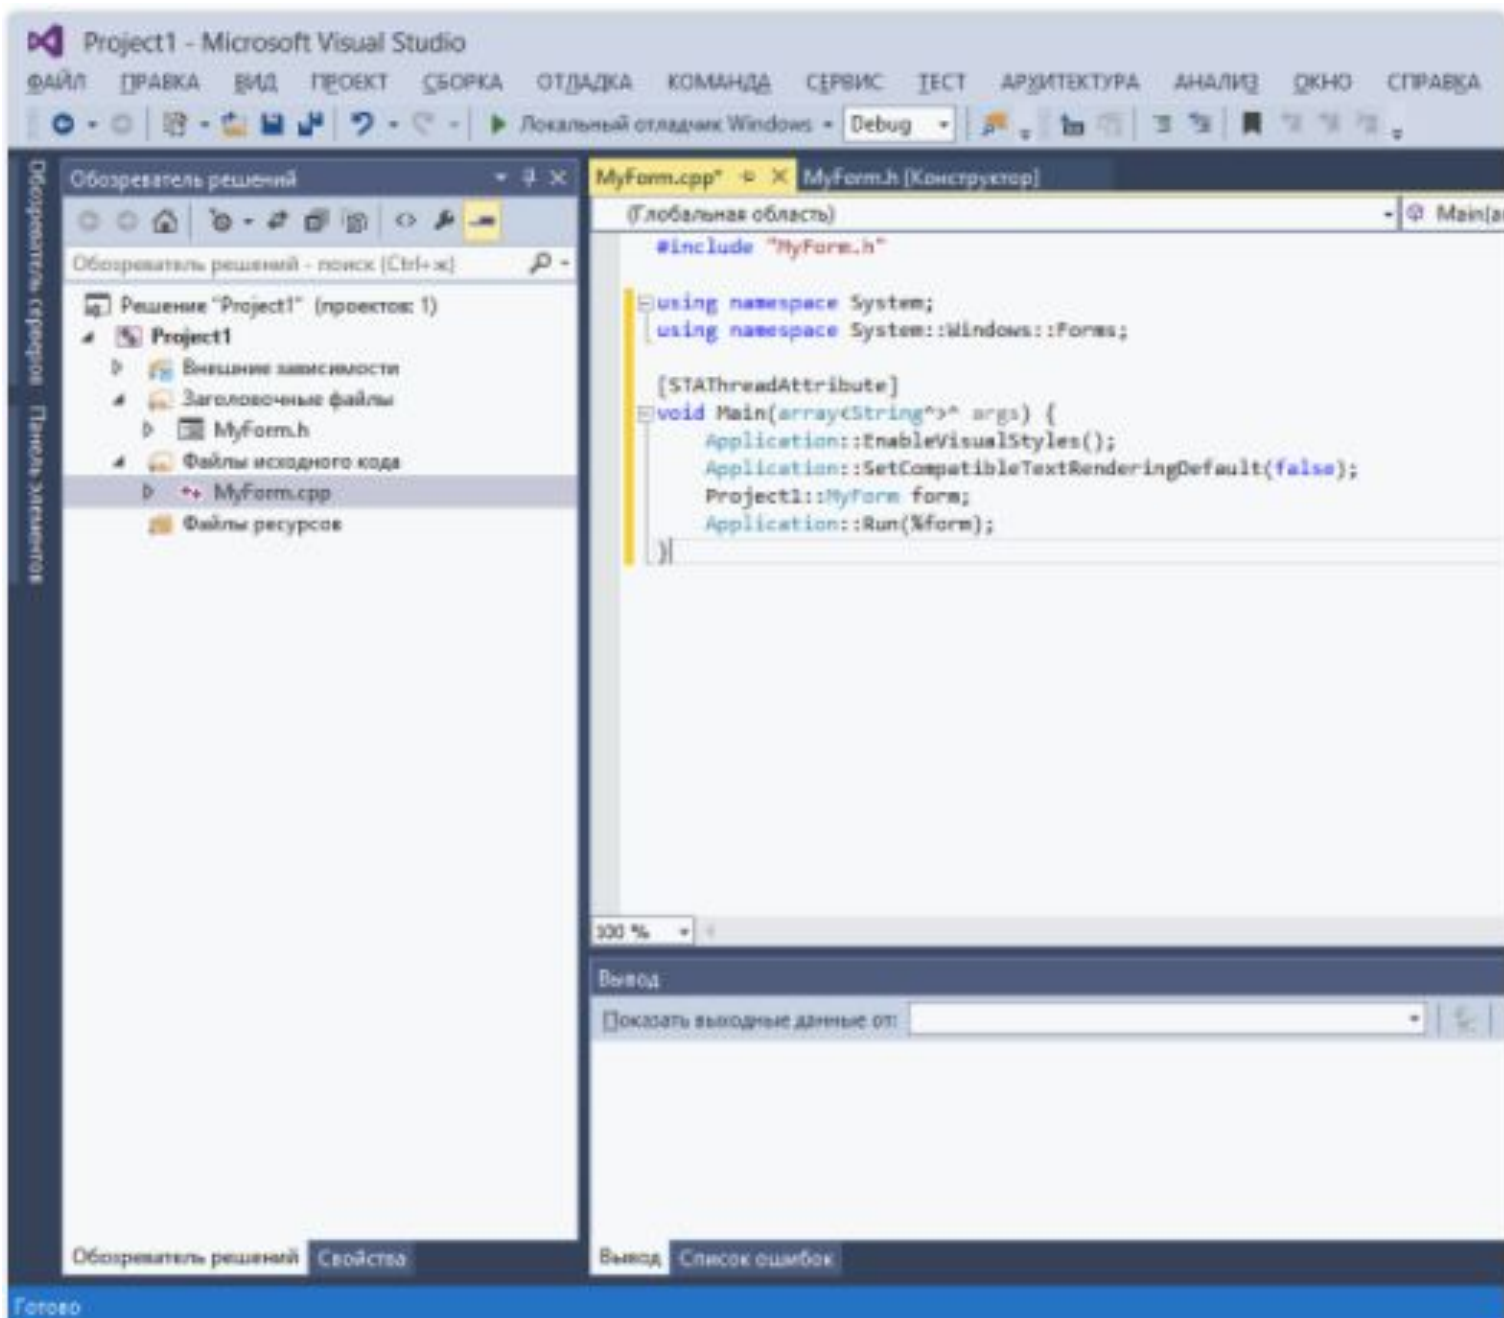 Project1 - Microsoft Visual Studio
ФАЙЛ ПРАВКА ВИД ПРОЕКТ СБОРКА ОТЛАДКА КОМАНДА СЕРВИС ТЕСТ АРХИТЕКТУРА АНАЛИЗ ОКНО СПРАВКА
Локальный отладчик Windows Debug
Обозреватель серверов
Панель элементов
Обозреватель решений
Обозреватель решений - поиск (Ctrl+ж)
Решение "Project1" (проектов: 1)
Project1
Внешние зависимости
Заголовочные файлы
MyForm.h
Файлы исходного кода
MyForm.cpp
Файлы ресурсов
Обозреватель решений Свойства
MyForm.cpp* MyForm.h [Конструктор]
(Глобальная область) Main(ar
#include "MyForm.h"
using namespace System;
using namespace System::Windows::Forms;
[STAThreadAttribute]
void Main(array<String^>^ args) {
Application::EnableVisualStyles();
Application::SetCompatibleTextRenderingDefault(false);
Project1::MyForm form;
Application::Run(%form);
}
100 %
Вывод
Показать выходные данные от:
Вывод Список ошибок
Готово